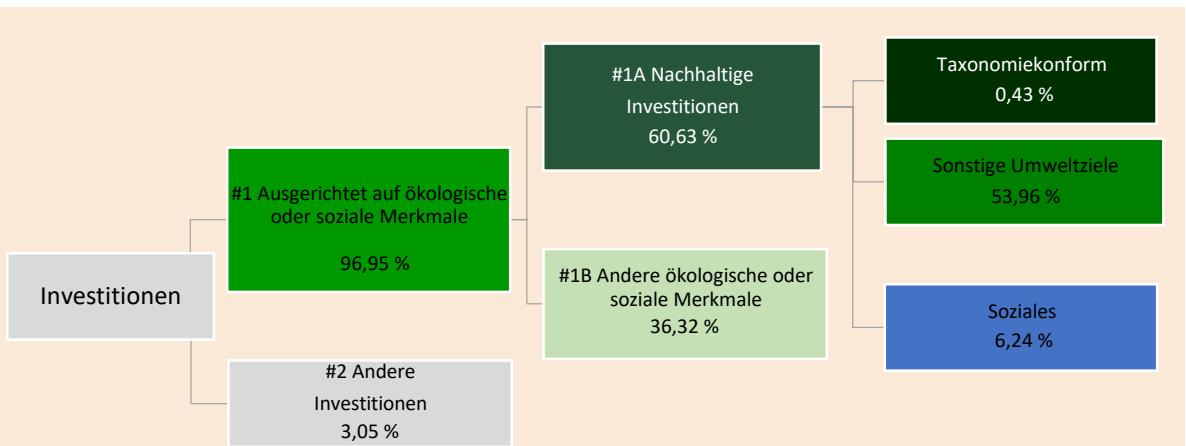 Investitionen
#1 Ausgerichtet auf ökologische
oder soziale Merkmale
96,95 %
#2 Andere
Investitionen
3,05 %
#1A Nachhaltige
Investitionen
60,63 %
#1B Andere ökologische oder
soziale Merkmale
36,32 %
Taxonomiekonform
0,43 %
Sonstige Umweltziele
53,96 %
Soziales
6,24 %